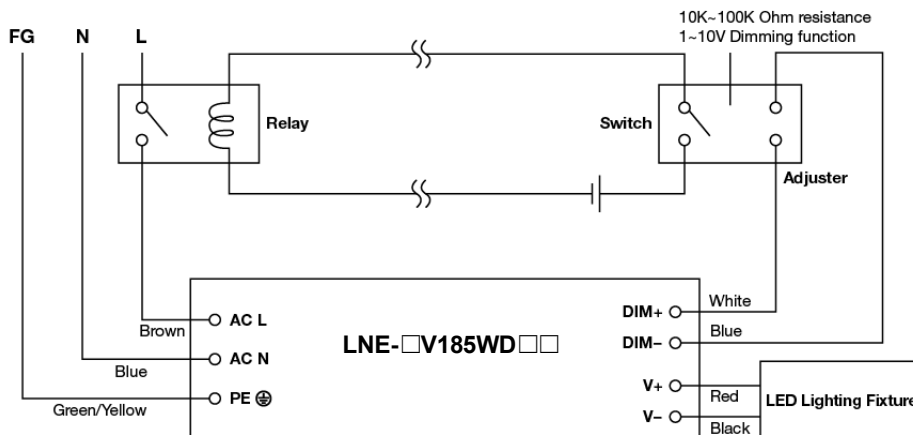 10K~100K Ohm resistance
1~10V Dimming function
FG N L
Relay
Switch
Adjuster
Brown
AC L
Blue
AC N
Green/Yellow
PE
LNE-□V185WD□□
DIM+
White
DIM−
Blue
V+
Red
V−
Black
LED Lighting Fixture